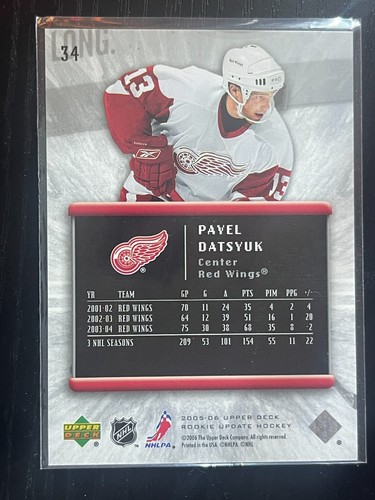 LONG.
34
13
13
PAVEL
DATSYUK
Center
Red Wings®
YR TEAM GP G A PTS PIM PPG +/-
2001-02 RED WINGS 70 11 24 35 4 2 4
2002-03 RED WINGS 64 12 39 51 16 1 20
2003-04 RED WINGS 75 30 38 68 35 8 -2
3 NHL SEASONS 209 53 101 154 55 11 22
UPPER
DECK
NHL
NHLPA
2005-06 UPPER DECK
ROOKIE UPDATE HOCKEY
©2006 The Upper Deck Company. All rights reserved.
Printed in the USA. ©NHLPA. ©NHL